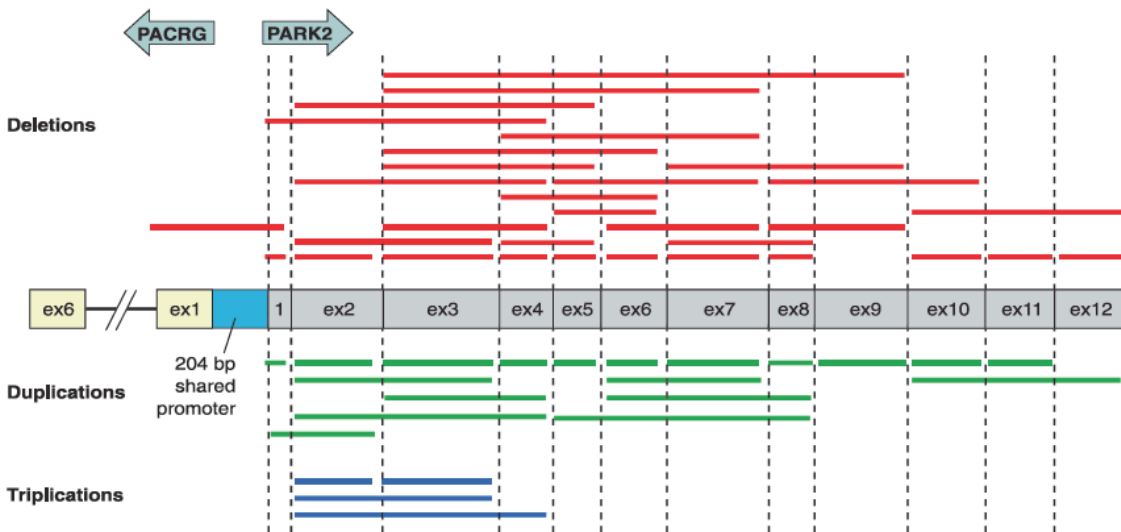 PACRG
PARK2
Deletions
ex6
ex1
1
ex2
ex3
ex4
ex5
ex6
ex7
ex8
ex9
ex10
ex11
ex12
204 bp
shared
promoter
Duplications
Triplications